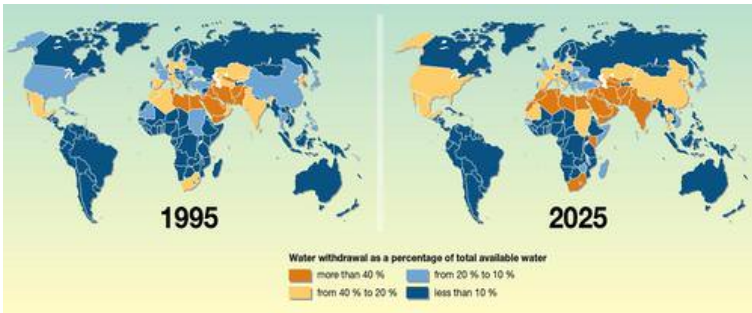 1995
2025
Water withdrawal as a percentage of total available water
more than 40 %
from 20 % to 10 %
from 40 % to 20 %
less than 10 %